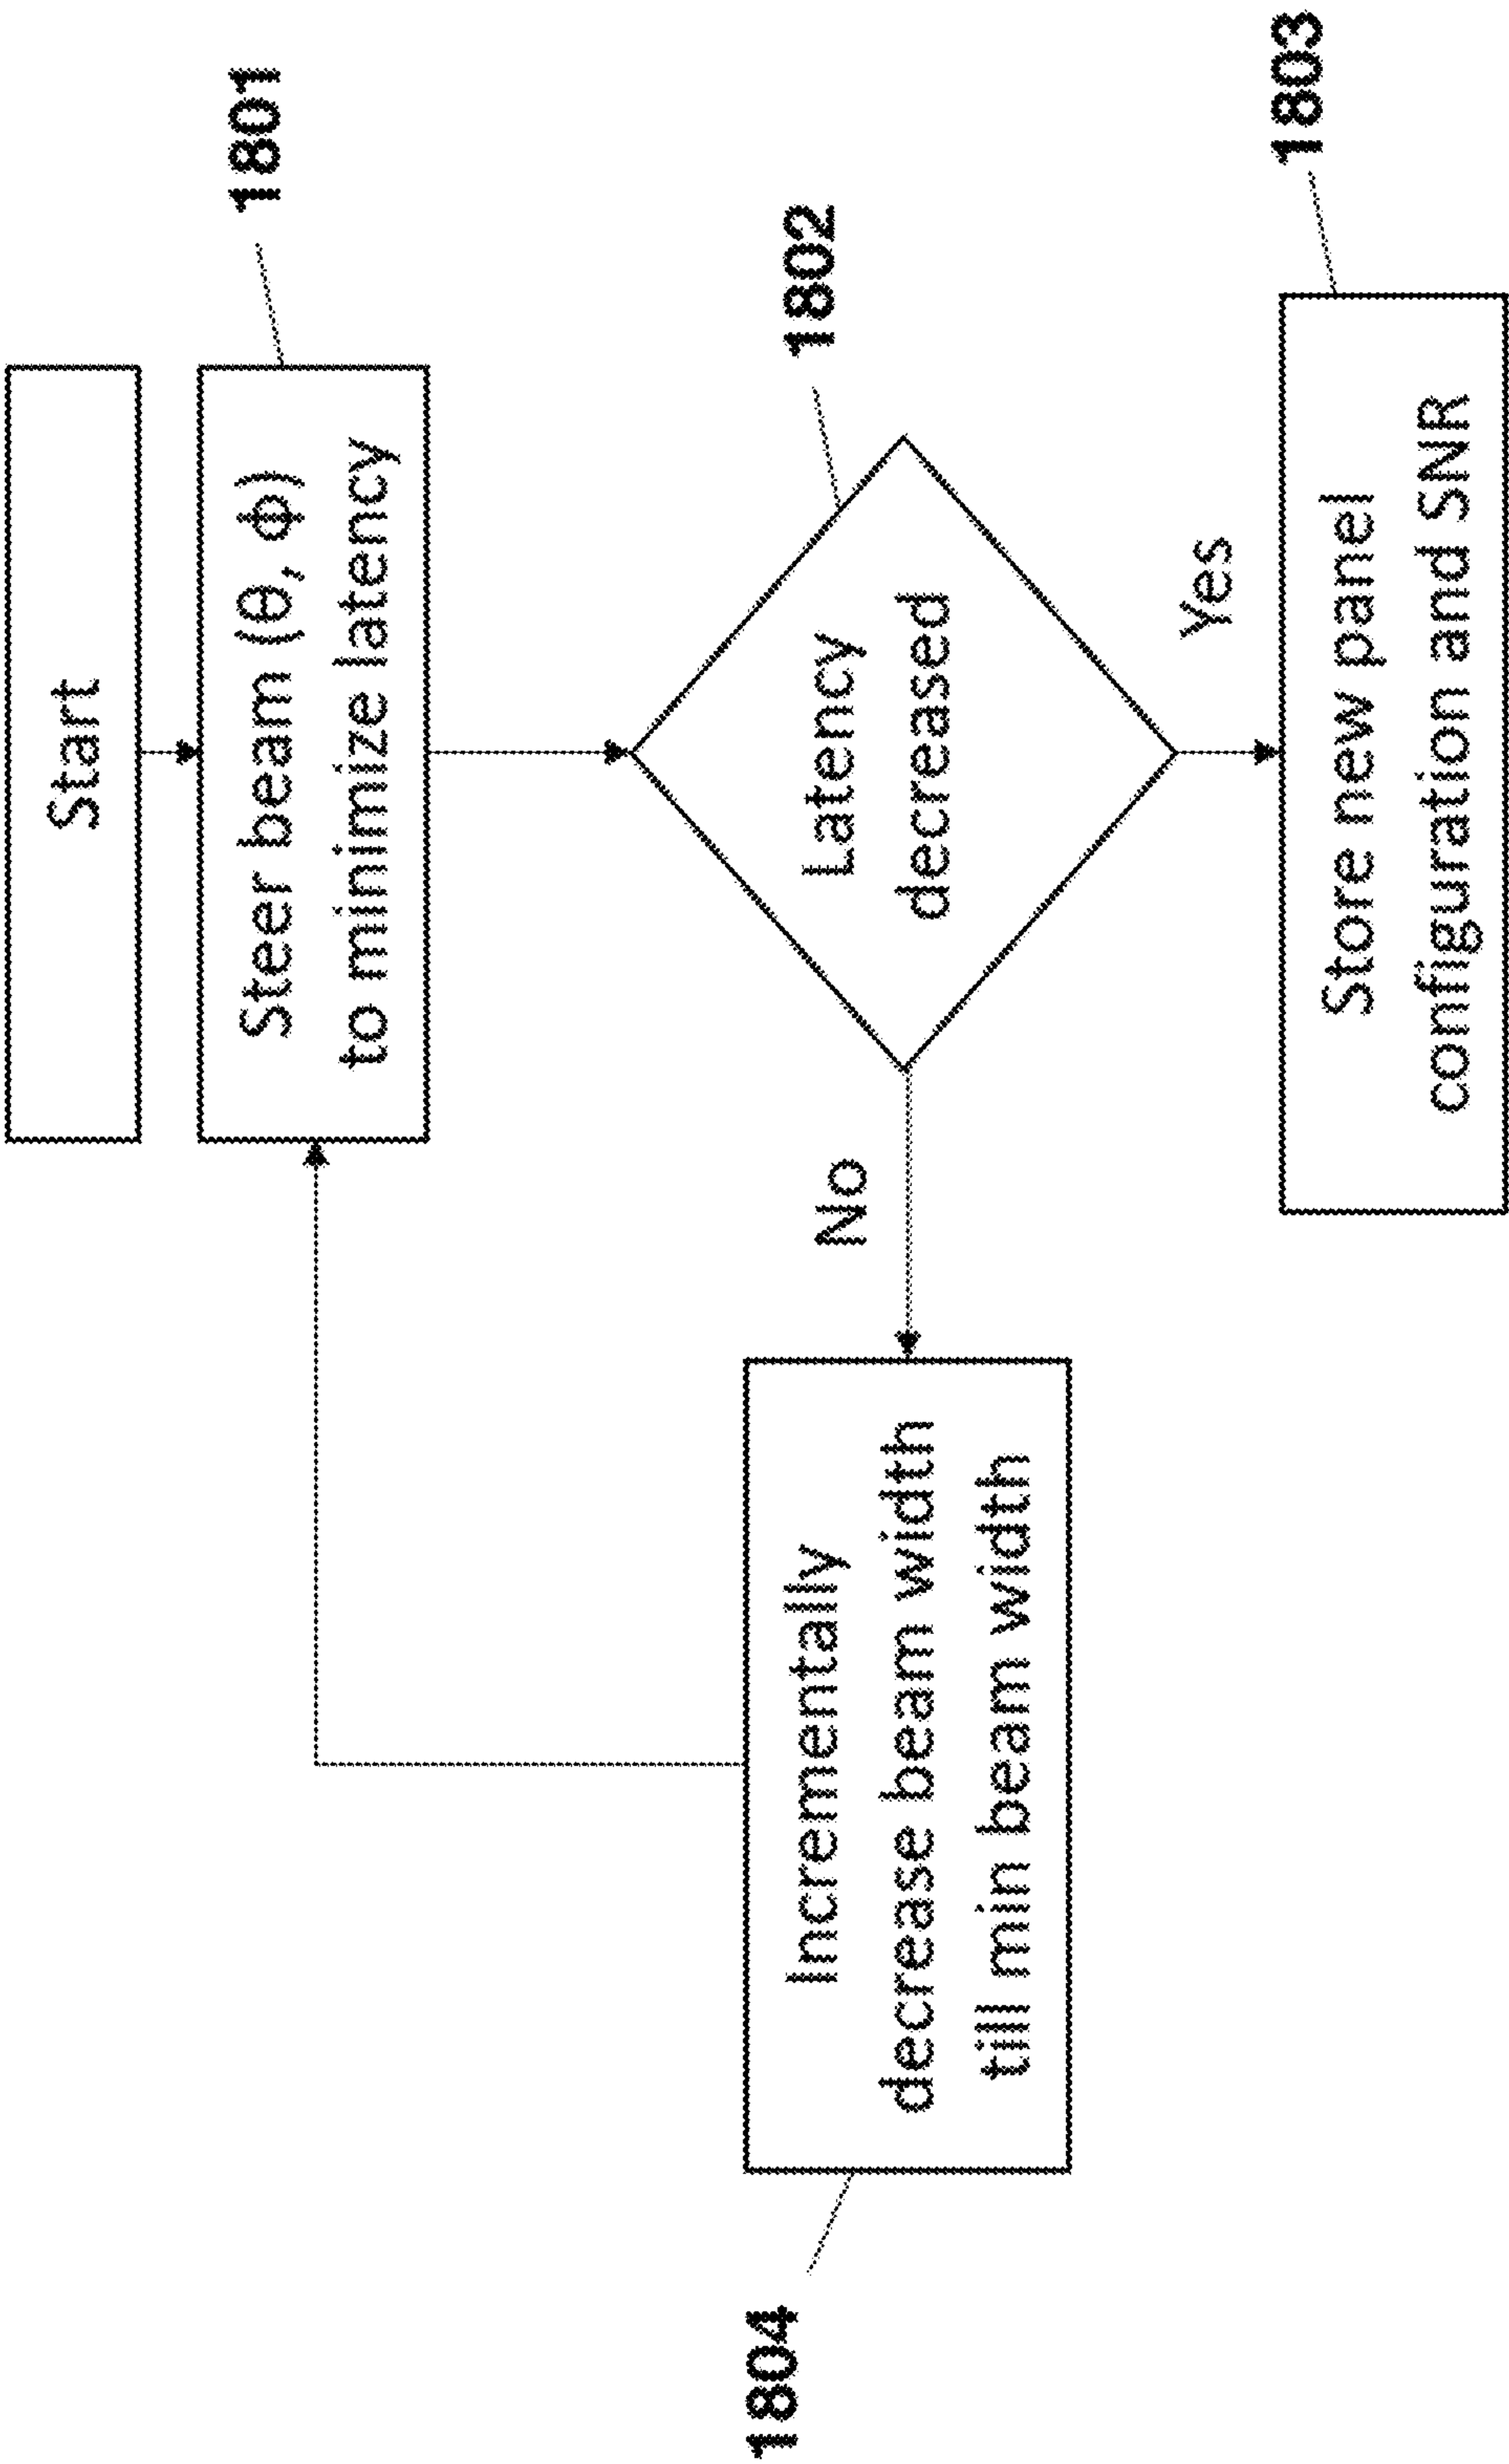 Start
1801
Steer beam (θ, Φ)
to minimize latency
1802
Latency
decreased
No
Yes
1804
Incrementally
decrease beam width
till min beam width
1803
Store new panel
configuration and SNR